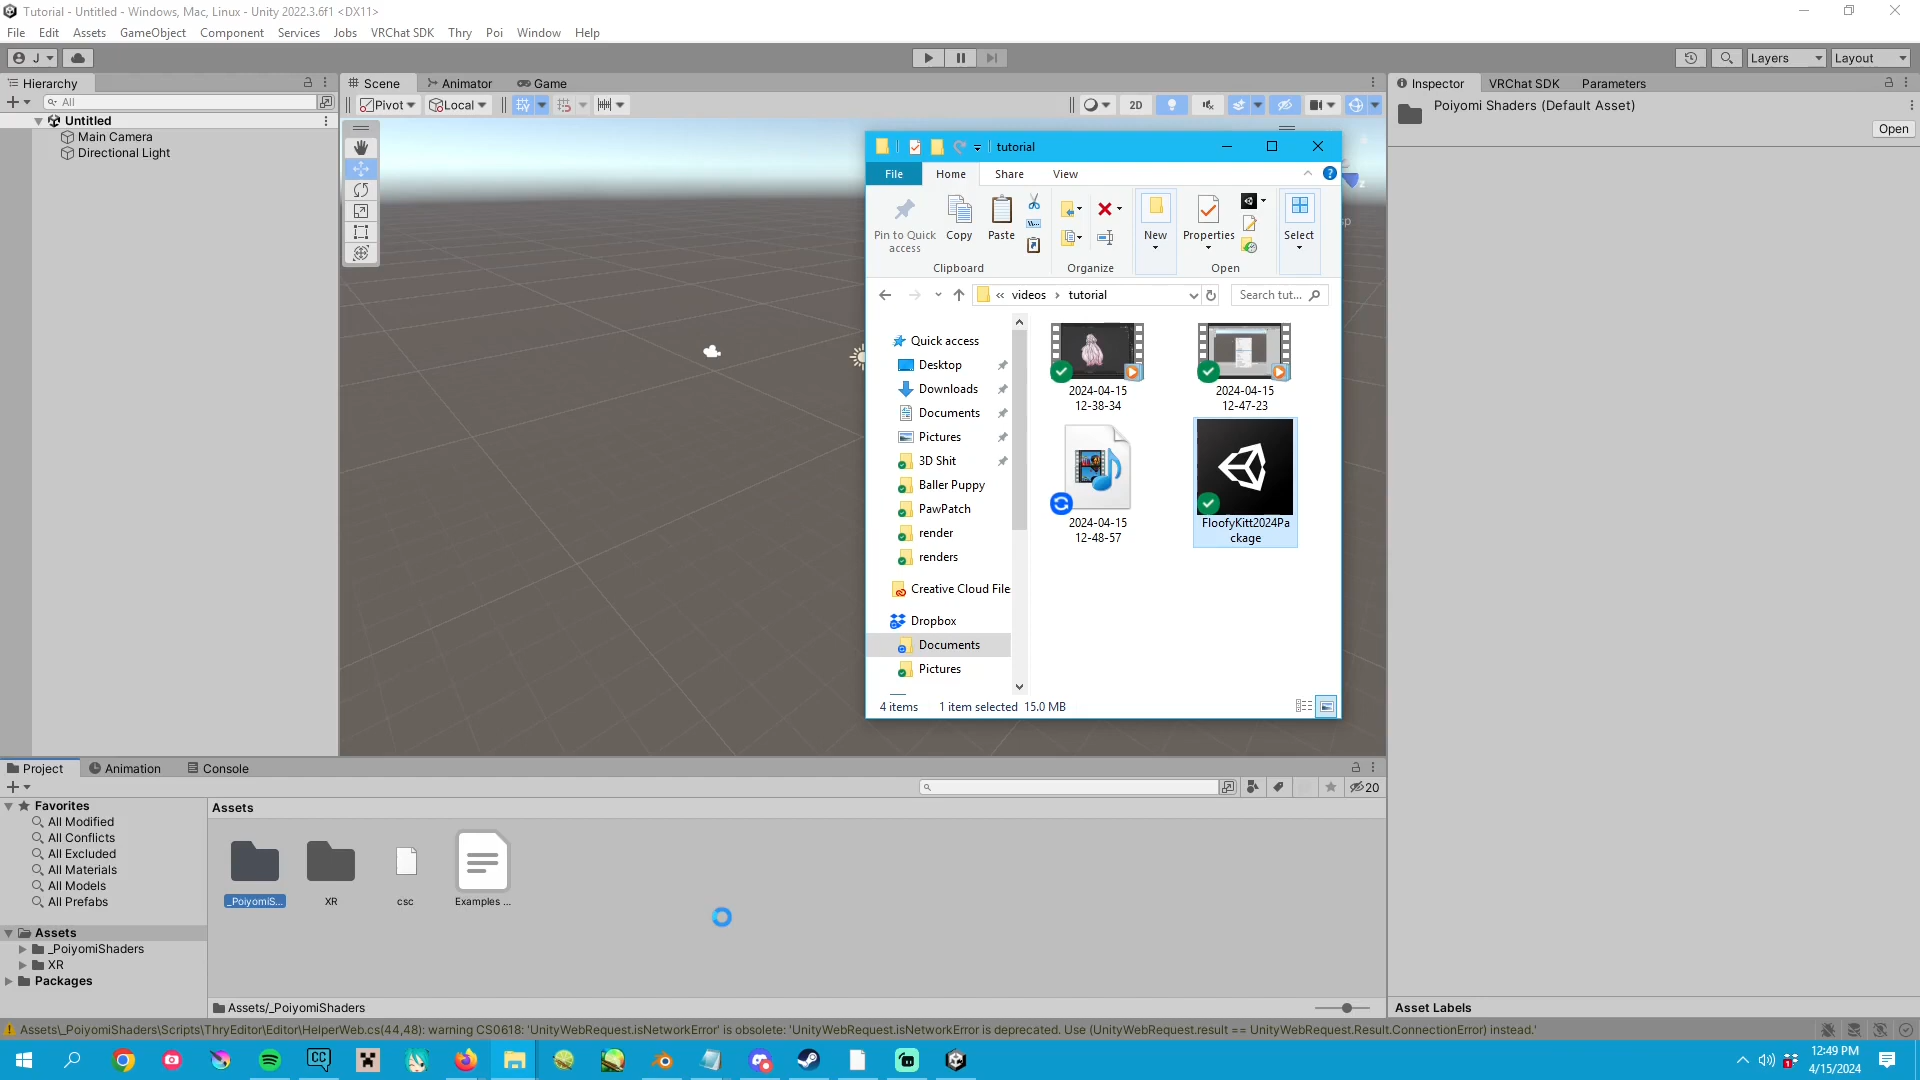 Tutorial - Untitled - Windows, Mac, Linux - Unity 2022.3.6f1 <DX11>
File Edit Assets GameObject Component Services Jobs VRChat SDK Thry Poi Window Help
J
Layers
Layout
Hierarchy
All
Untitled
Main Camera
Directional Light
Scene
Animator
Game
Pivot
Local
2D
Inspector
VRChat SDK
Parameters
Poiyomi Shaders (Default Asset)
Open
tutorial
File
Home
Share
View
Pin to Quick access
Copy
Paste
New
Properties
Select
Clipboard
Organize
Open
« videos › tutorial
Search tut...
Quick access
Desktop
Downloads
Documents
Pictures
3D Shit
Baller Puppy
PawPatch
render
renders
Creative Cloud File
Dropbox
Documents
Pictures
2024-04-15
12-38-34
2024-04-15
12-47-23
2024-04-15
12-48-57
FloofyKitt2024Pa
ckage
4 items
1 item selected 15.0 MB
z
Project
Animation
Console
20
Favorites
All Modified
All Conflicts
All Excluded
All Materials
All Models
All Prefabs
Assets
_PoiyomiShaders
XR
Packages
Assets
_PoiyomiS...
XR
csc
Examples ...
Assets/_PoiyomiShaders
Asset Labels
Assets\_PoiyomiShaders\Scripts\ThryEditor\Editor\HelperWeb.cs(44,48): warning CS0618: 'UnityWebRequest.isNetworkError' is obsolete: 'UnityWebRequest.isNetworkError is deprecated. Use (UnityWebRequest.result == UnityWebRequest.Result.ConnectionError) instead.'
CC
12:49 PM
4/15/2024